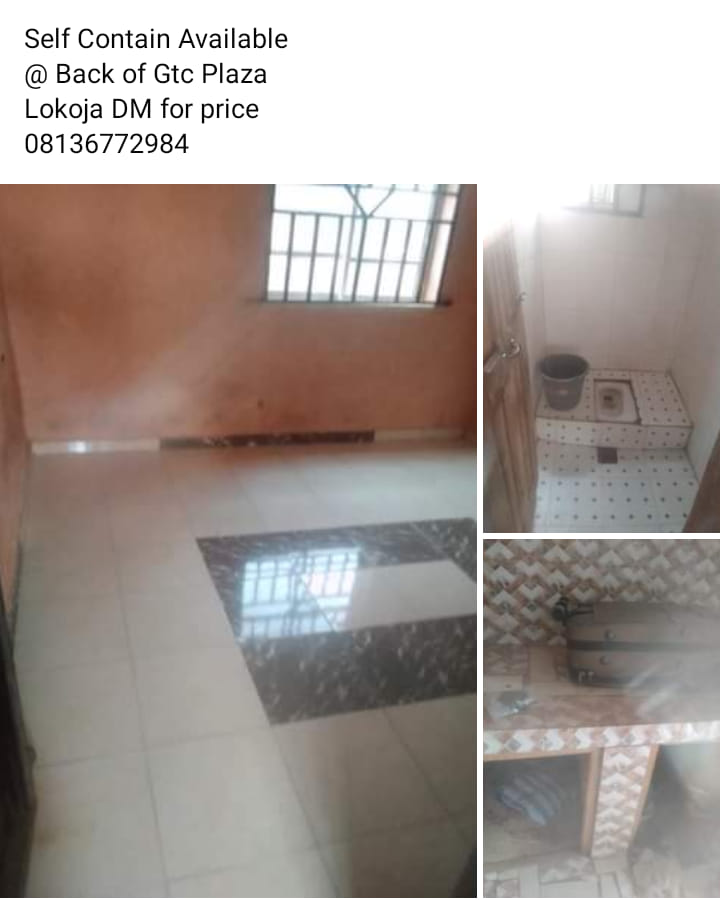 Self Contain Available
@ Back of Gtc Plaza
Lokoja DM for price
08136772984